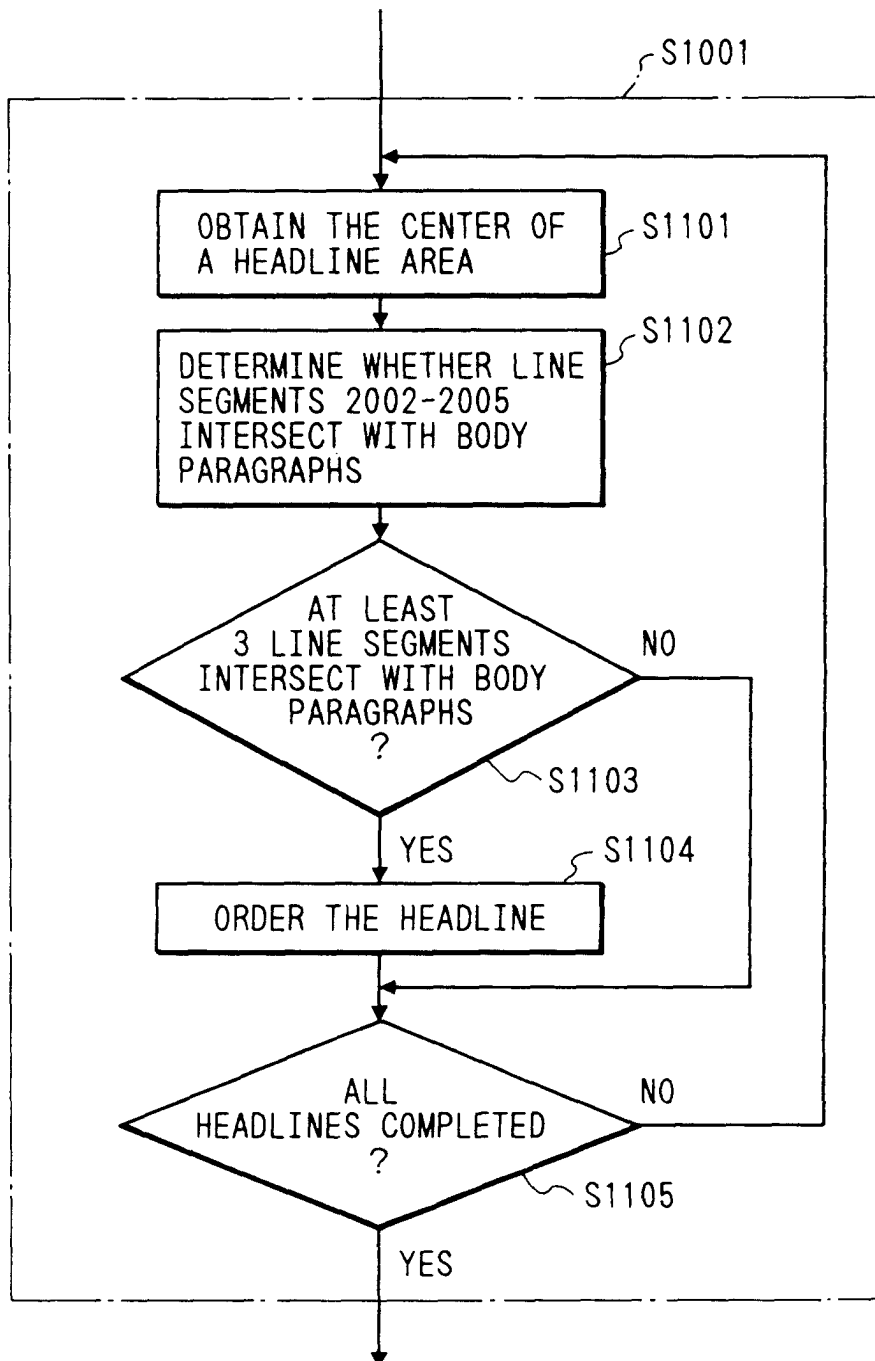 S1001
OBTAIN THE CENTER OF
A HEADLINE AREA
S1101
S1102
DETERMINE WHETHER LINE
SEGMENTS 2002-2005
INTERSECT WITH BODY
PARAGRAPHS
AT LEAST
3 LINE SEGMENTS
INTERSECT WITH BODY
PARAGRAPHS
?
NO
S1103
YES
S1104
ORDER THE HEADLINE
ALL
HEADLINES COMPLETED
?
NO
S1105
YES